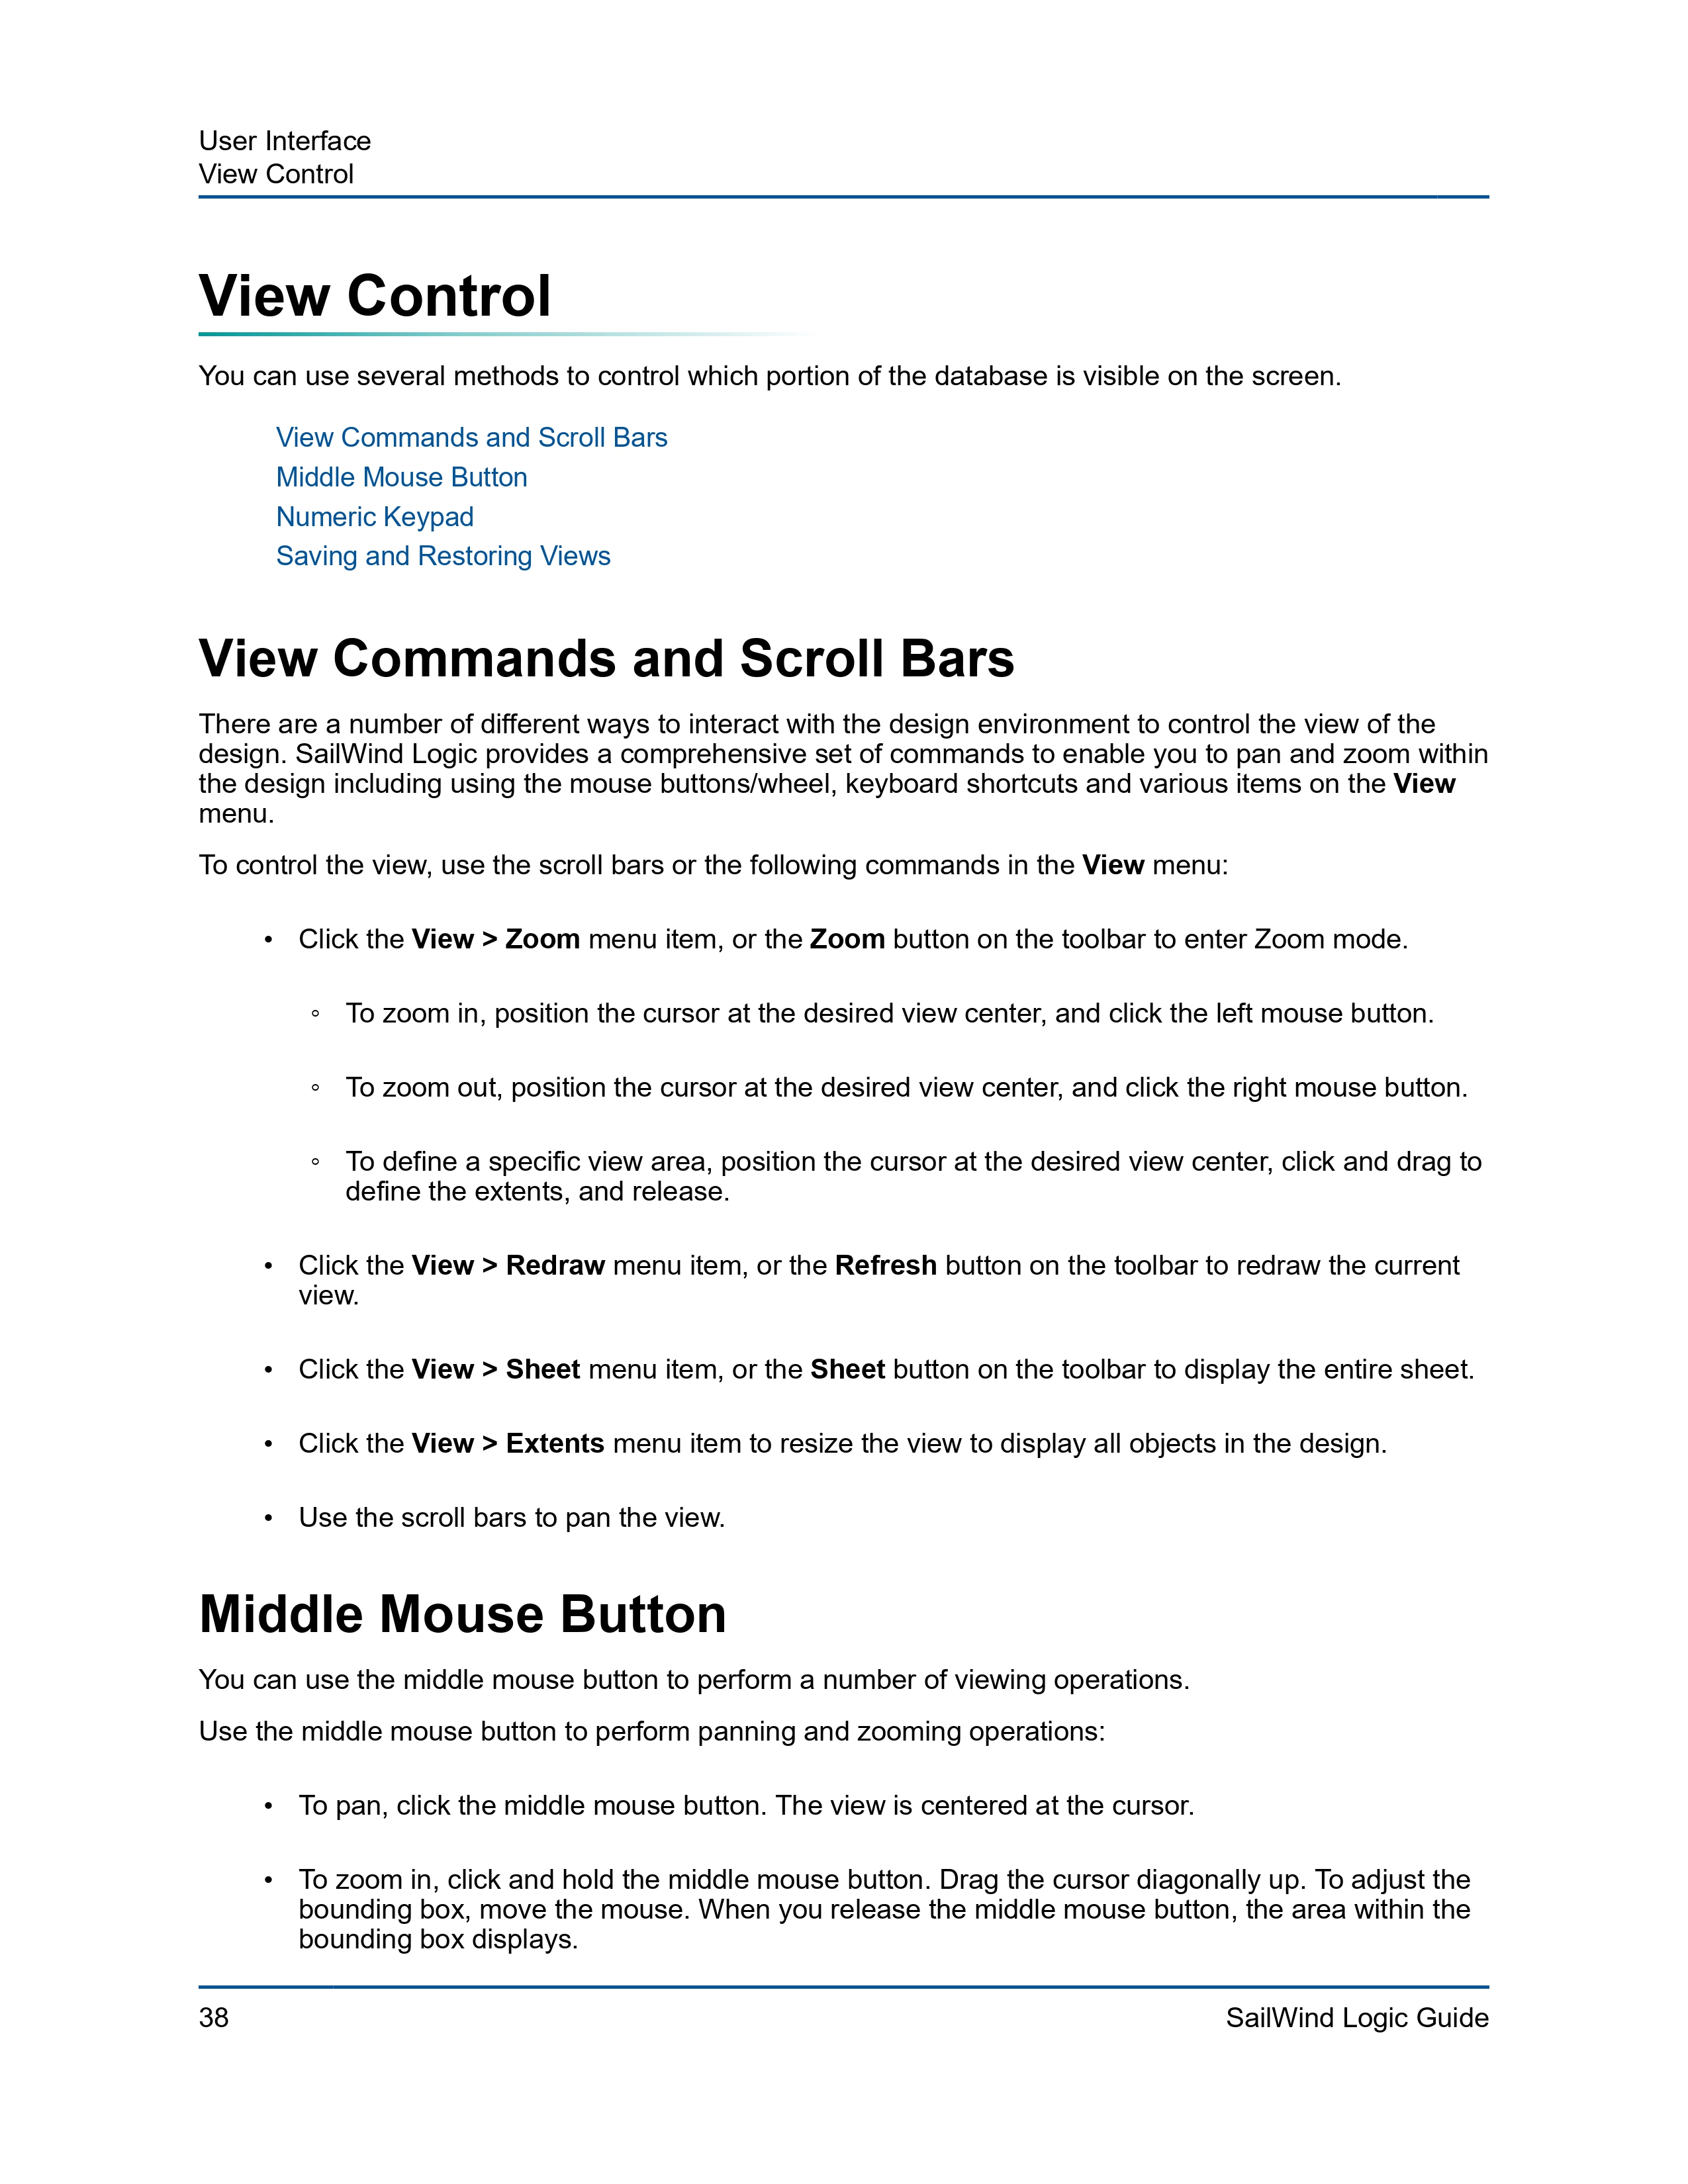 User Interface
View Control
View Control
You can use several methods to control which portion of the database is visible on the screen.
View Commands and Scroll Bars
Middle Mouse Button
Numeric Keypad
Saving and Restoring Views
View Commands and Scroll Bars
There are a number of different ways to interact with the design environment to control the view of the
design. SailWind Logic provides a comprehensive set of commands to enable you to pan and zoom within
the design including using the mouse buttons/wheel, keyboard shortcuts and various items on the View
menu.
To control the view, use the scroll bars or the following commands in the View menu:
• Click the View > Zoom menu item, or the Zoom button on the toolbar to enter Zoom mode.
◦ To zoom in, position the cursor at the desired view center, and click the left mouse button.
◦ To zoom out, position the cursor at the desired view center, and click the right mouse button.
◦ To define a specific view area, position the cursor at the desired view center, click and drag to
define the extents, and release.
• Click the View > Redraw menu item, or the Refresh button on the toolbar to redraw the current
view.
• Click the View > Sheet menu item, or the Sheet button on the toolbar to display the entire sheet.
• Click the View > Extents menu item to resize the view to display all objects in the design.
• Use the scroll bars to pan the view.
Middle Mouse Button
You can use the middle mouse button to perform a number of viewing operations.
Use the middle mouse button to perform panning and zooming operations:
• To pan, click the middle mouse button. The view is centered at the cursor.
• To zoom in, click and hold the middle mouse button. Drag the cursor diagonally up. To adjust the
bounding box, move the mouse. When you release the middle mouse button, the area within the
bounding box displays.
38 SailWind Logic Guide